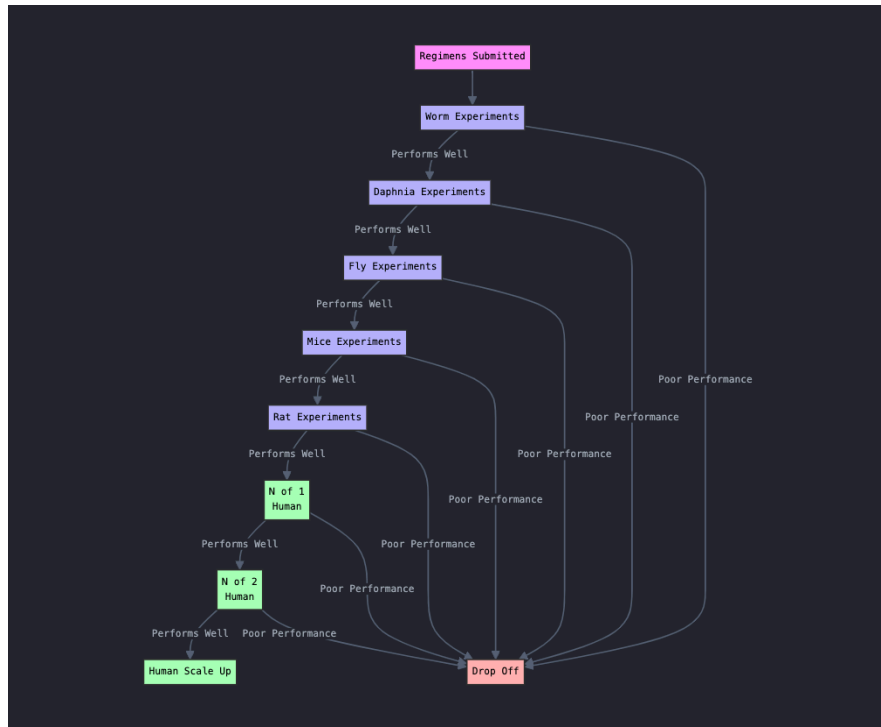 Regimens Submitted
Worm Experiments
Performs Well
Daphnia Experiments
Performs Well
Fly Experiments
Performs Well
Mice Experiments
Performs Well
Poor Performance
Rat Experiments
Poor Performance
Performs Well
Poor Performance
N of 1
Human
Poor Performance
Performs Well
Poor Performance
N of 2
Human
Poor Performance
Performs Well
Poor Performance
Human Scale Up
Drop Off